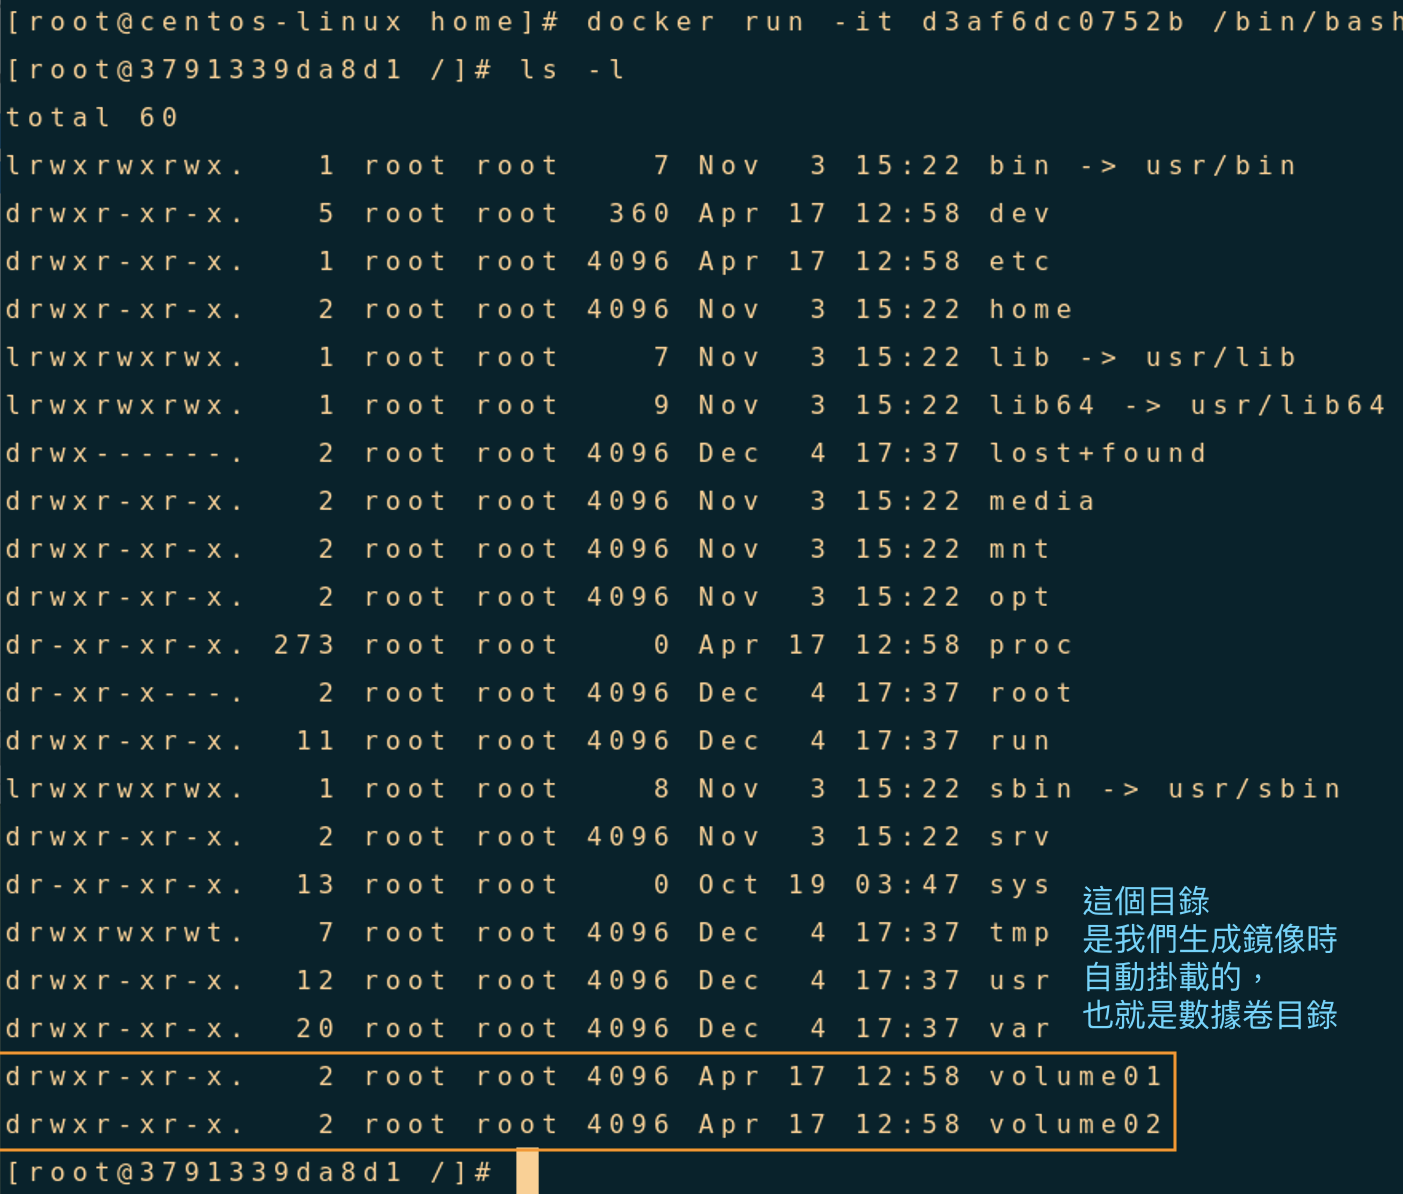 [root@centos-linux home]# docker run -it d3af6dc0752b /bin/bash
[root@3791339da8d1 /]# ls -l
total 60
lrwxrwxrwx.   1 root root    7 Nov  3 15:22 bin -> usr/bin
drwxr-xr-x.   5 root root  360 Apr 17 12:58 dev
drwxr-xr-x.   1 root root 4096 Apr 17 12:58 etc
drwxr-xr-x.   2 root root 4096 Nov  3 15:22 home
lrwxrwxrwx.   1 root root    7 Nov  3 15:22 lib -> usr/lib
lrwxrwxrwx.   1 root root    9 Nov  3 15:22 lib64 -> usr/lib64
drwx------.   2 root root 4096 Dec  4 17:37 lost+found
drwxr-xr-x.   2 root root 4096 Nov  3 15:22 media
drwxr-xr-x.   2 root root 4096 Nov  3 15:22 mnt
drwxr-xr-x.   2 root root 4096 Nov  3 15:22 opt
dr-xr-xr-x. 273 root root    0 Apr 17 12:58 proc
dr-xr-x---.   2 root root 4096 Dec  4 17:37 root
drwxr-xr-x.  11 root root 4096 Dec  4 17:37 run
lrwxrwxrwx.   1 root root    8 Nov  3 15:22 sbin -> usr/sbin
drwxr-xr-x.   2 root root 4096 Nov  3 15:22 srv
dr-xr-xr-x.  13 root root    0 Oct 19 03:47 sys
drwxrwxrwt.   7 root root 4096 Dec  4 17:37 tmp
drwxr-xr-x.  12 root root 4096 Dec  4 17:37 usr
drwxr-xr-x.  20 root root 4096 Dec  4 17:37 var
這個目錄
是我們生成鏡像時
自動掛載的，
也就是數據卷目錄
drwxr-xr-x.   2 root root 4096 Apr 17 12:58 volume01
drwxr-xr-x.   2 root root 4096 Apr 17 12:58 volume02
[root@3791339da8d1 /]#